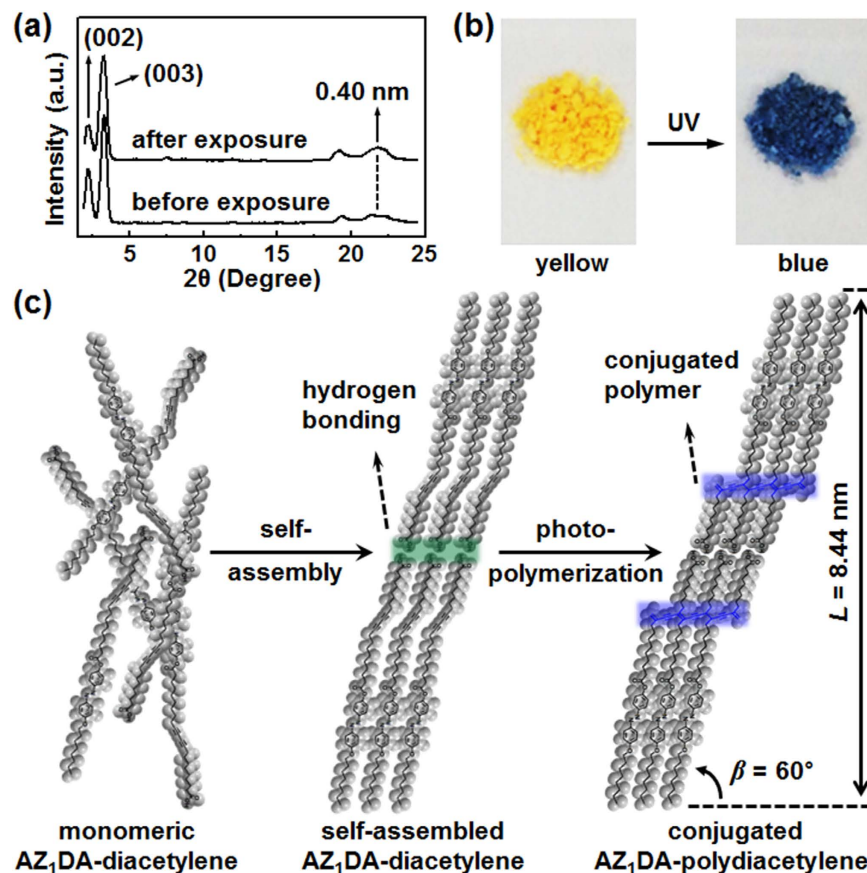 (a)
(002)
(003)
0.40 nm
after exposure
before exposure
Intensity (a.u.)
5 10 15 20 25
2θ (Degree)
(b)
UV
yellow
blue
(c)
hydrogen
bonding
self-
assembly
photo-
polymerization
conjugated
polymer
L = 8.44 nm
β = 60°
monomeric
AZ₁DA-diacetylene
self-assembled
AZ₁DA-diacetylene
conjugated
AZ₁DA-polydiacetylene